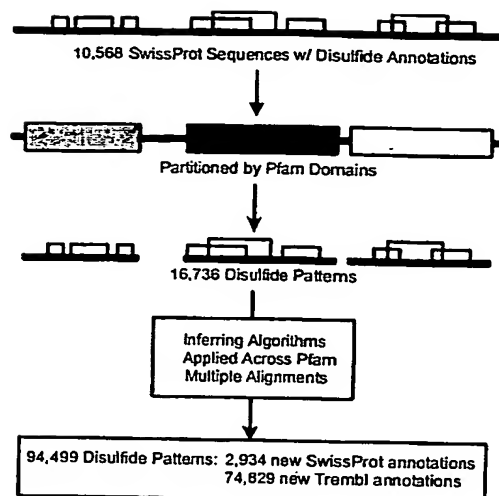 10,568 SwissProt Sequences w/ Disulfide Annotations
Partitioned by Pfam Domains
16,736 Disulfide Patterns
Inferring Algorithms
Applied Across Pfam
Multiple Alignments
94,499 Disulfide Patterns: 2,934 new SwissProt annotations
74,829 new Trembl annotations